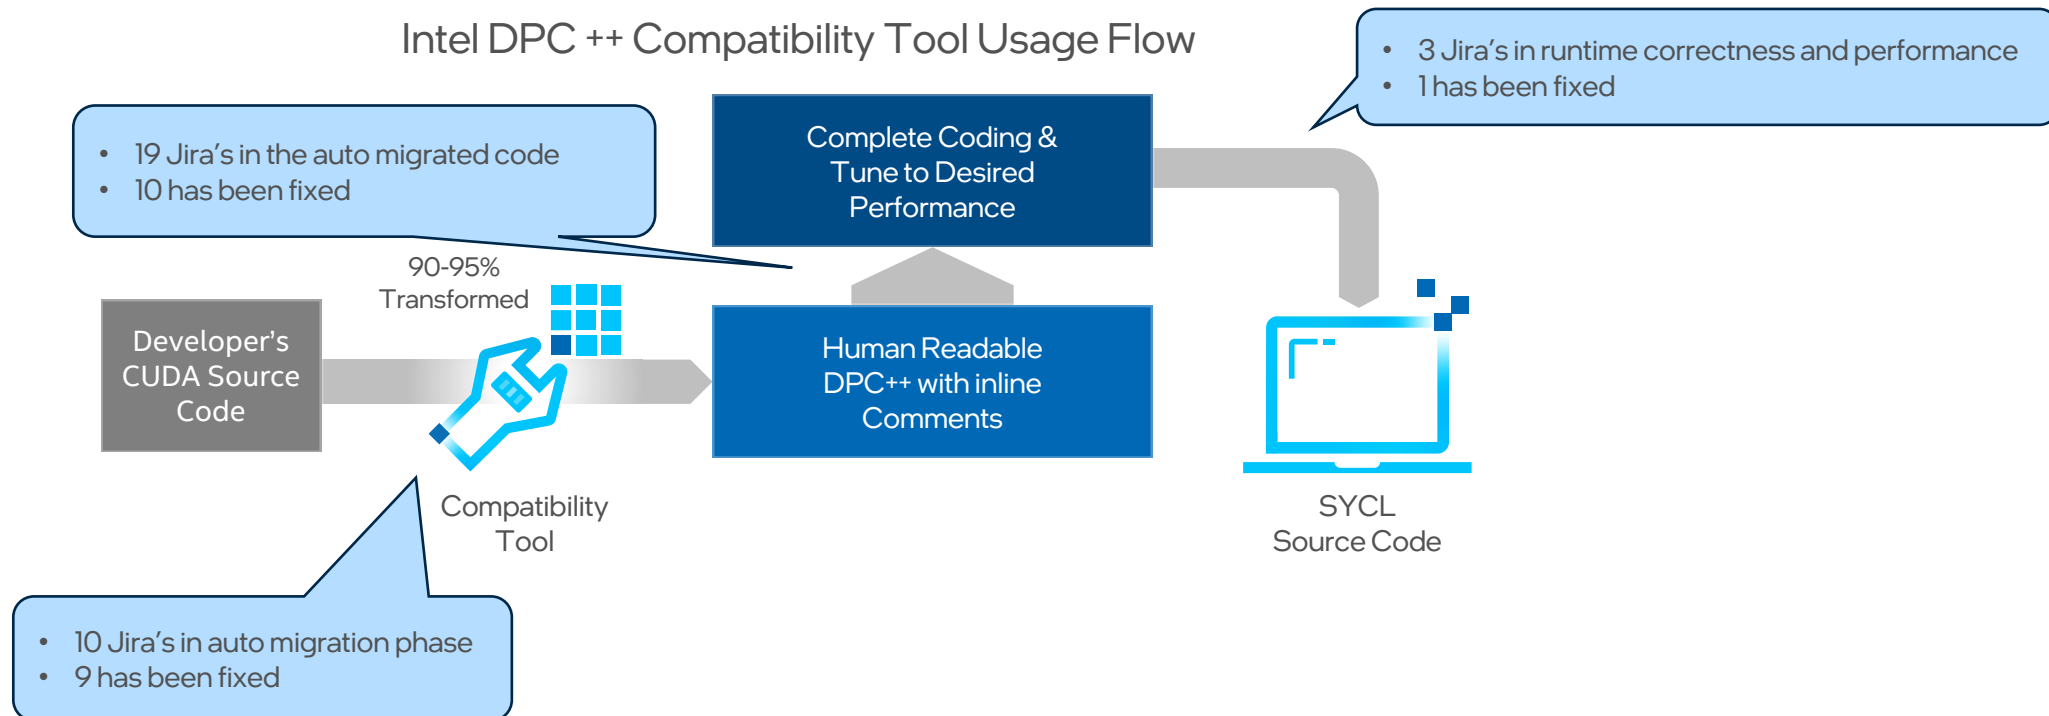 Intel DPC ++ Compatibility Tool Usage Flow
• 3 Jira's in runtime correctness and performance
• 1 has been fixed
• 19 Jira's in the auto migrated code
• 10 has been fixed
Complete Coding &
Tune to Desired
Performance
90-95%
Transformed
Developer's
CUDA Source
Code
Human Readable
DPC++ with inline
Comments
Compatibility
Tool
SYCL
Source Code
• 10 Jira's in auto migration phase
• 9 has been fixed